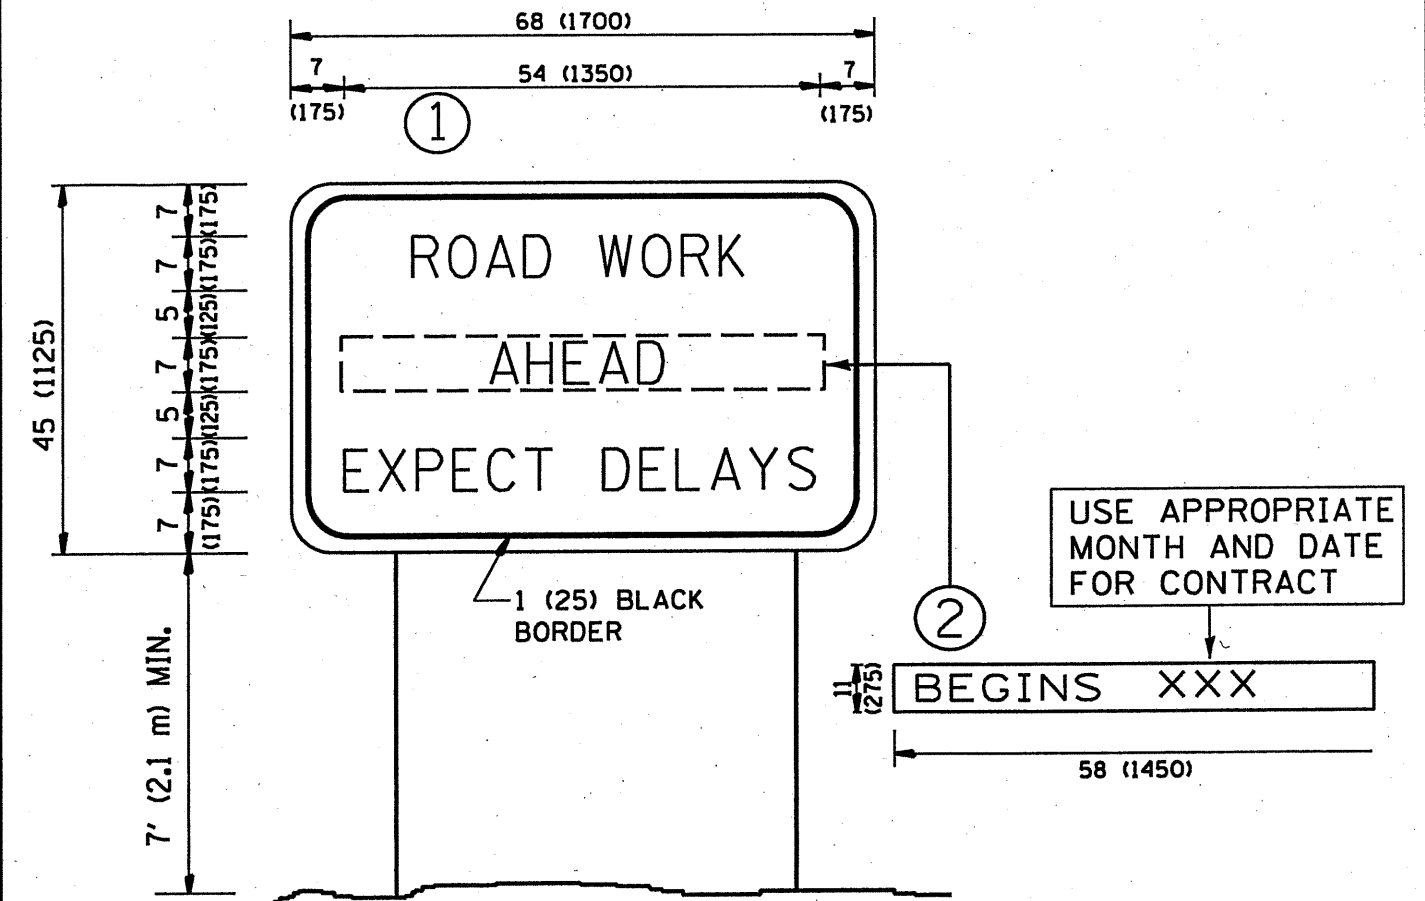 68 (1700)
7
54 (1350)
7
(175)
(175)
1
45 (1125)
7 (175)
7 (175)
5 (125)
7 (175)
5 (125)
7 (175)
7 (175)
ROAD WORK
AHEAD
EXPECT DELAYS
1 (25) BLACK
BORDER
7' (2.1 m) MIN.
2
USE APPROPRIATE
MONTH AND DATE
FOR CONTRACT
11
(275)
BEGINS XXX
58 (1450)